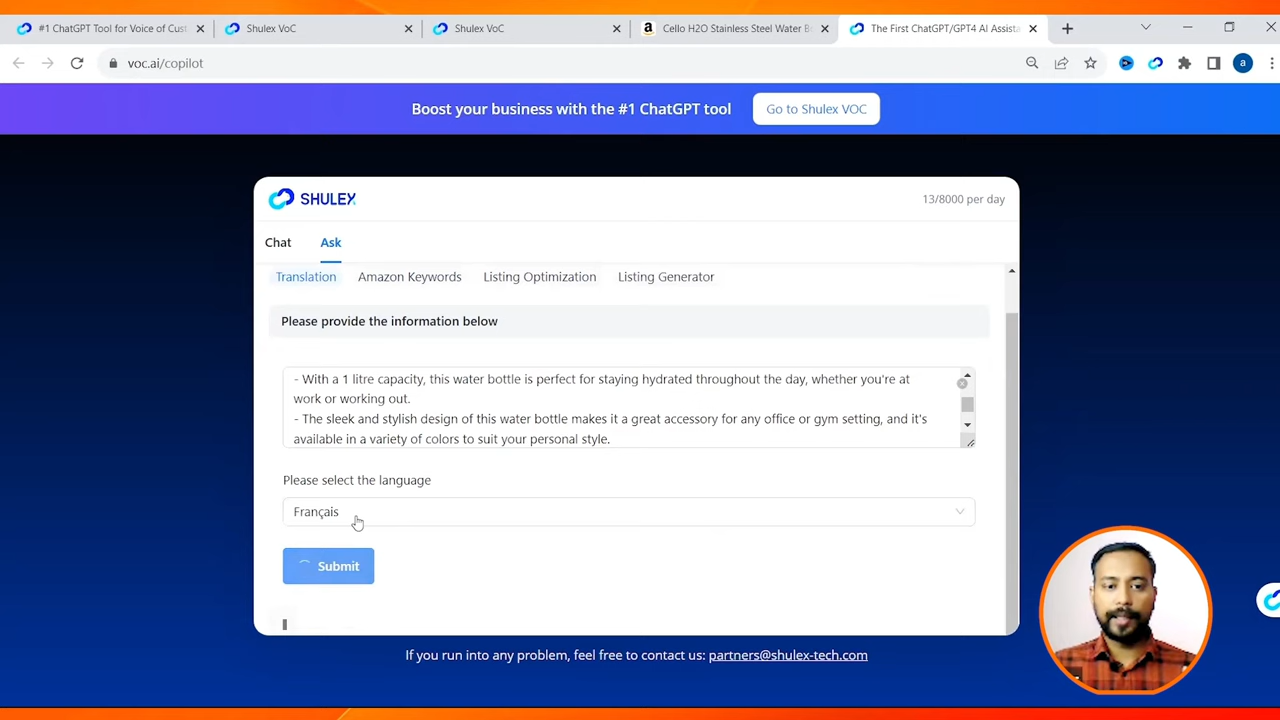 #1 ChatGPT Tool for Voice of Cust
Shulex VoC
Shulex VoC
Cello H2O Stainless Steel Water B
The First ChatGPT/GPT4 AI Assista
voc.ai/copilot
a
Boost your business with the #1 ChatGPT tool
Go to Shulex VOC
SHULEX
13/8000 per day
Chat
Ask
Translation
Amazon Keywords
Listing Optimization
Listing Generator
Please provide the information below
- With a 1 litre capacity, this water bottle is perfect for staying hydrated throughout the day, whether you're at
work or working out.
- The sleek and stylish design of this water bottle makes it a great accessory for any office or gym setting, and it's
available in a variety of colors to suit your personal style.
Please select the language
Français
Submit
If you run into any problem, feel free to contact us: partners@shulex-tech.com